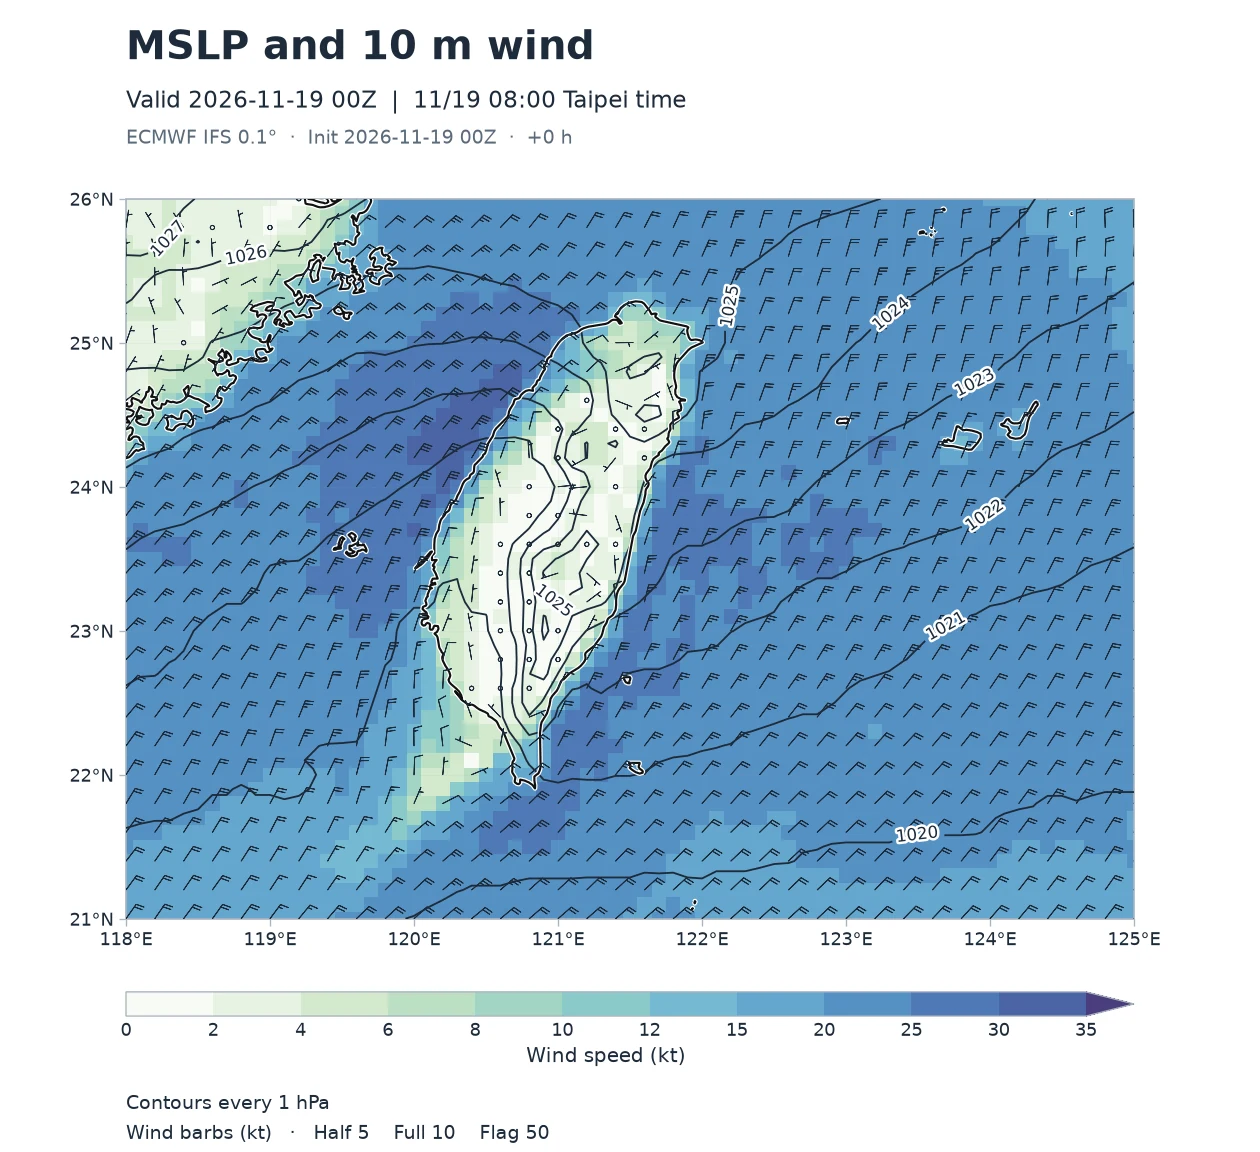 MSLP and 10 m wind
Valid 2026-11-19 00Z | 11/19 08:00 Taipei time
ECMWF IFS 0.1° · Init 2026-11-19 00Z · +0 h
26°N
1027
1026
1025
1024
25°N
1023
24°N
1022
1025
23°N
1021
22°N
1020
21°N
118°E 119°E 120°E 121°E 122°E 123°E 124°E 125°E
0 2 4 6 8 10 12 15 20 25 30 35
Wind speed (kt)
Contours every 1 hPa
Wind barbs (kt) · Half 5 Full 10 Flag 50